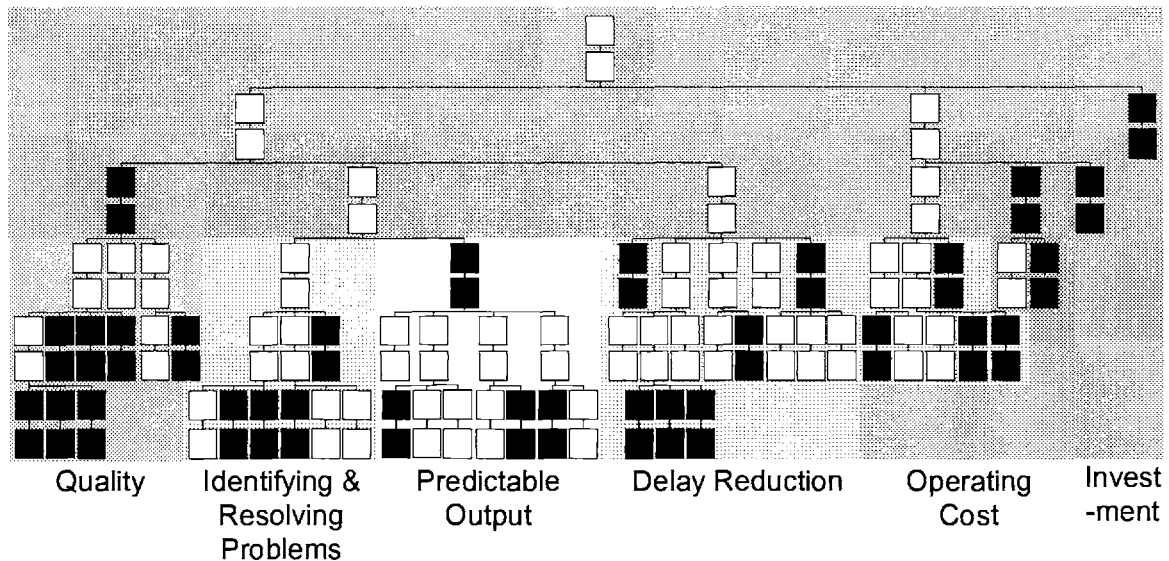 Quality
Identifying &
Resolving
Problems
Predictable
Output
Delay Reduction
Operating
Cost
Invest
-ment